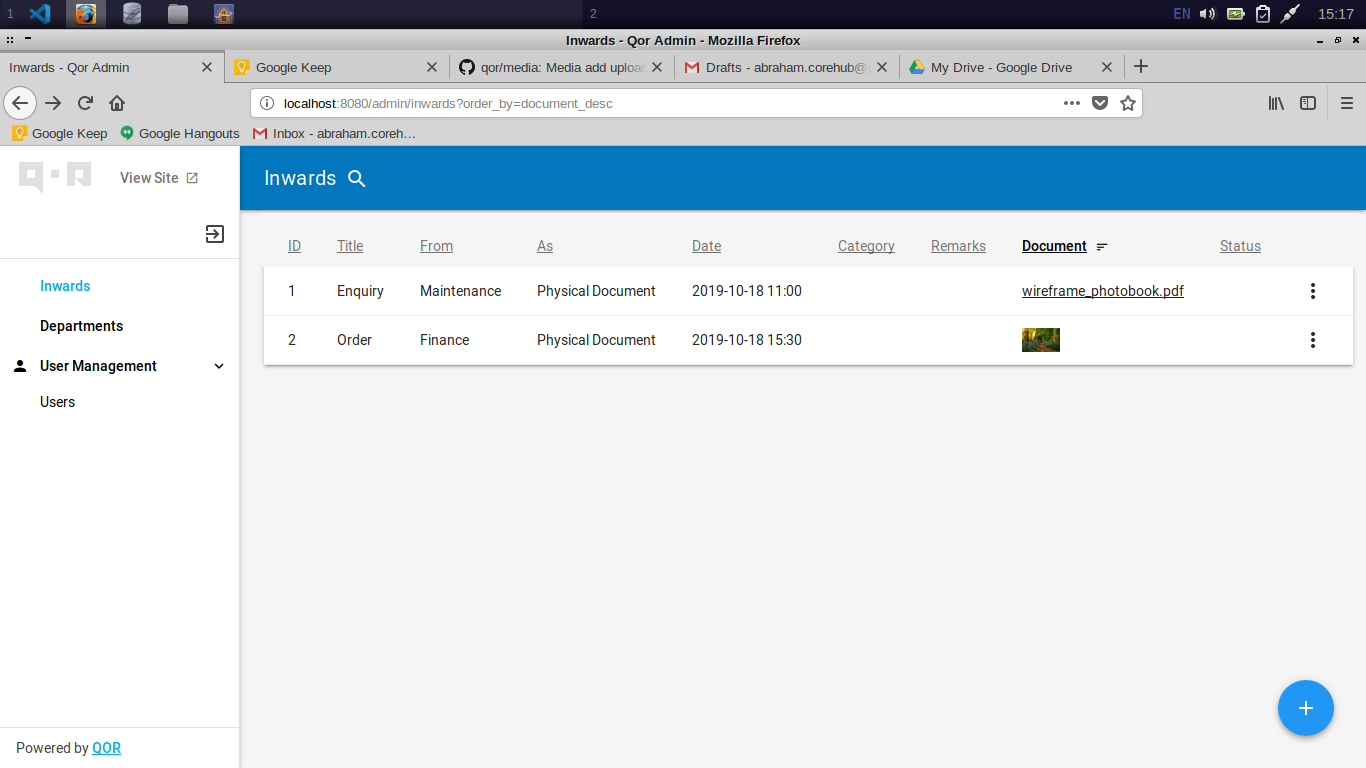 1
2
EN
15:17
Inwards - Qor Admin - Mozilla Firefox
Inwards - Qor Admin
Google Keep
qor/media: Media add uploa
Drafts - abraham.corehub@
My Drive - Google Drive
localhost:8080/admin/inwards?order_by=document_desc
Google Keep
Google Hangouts
Inbox - abraham.coreh…
QOR
View Site
Inwards
Inwards
Departments
User Management
Users
ID Title From As Date Category Remarks Document Status
1 Enquiry Maintenance Physical Document 2019-10-18 11:00 wireframe_photobook.pdf
2 Order Finance Physical Document 2019-10-18 15:30
Powered by QOR